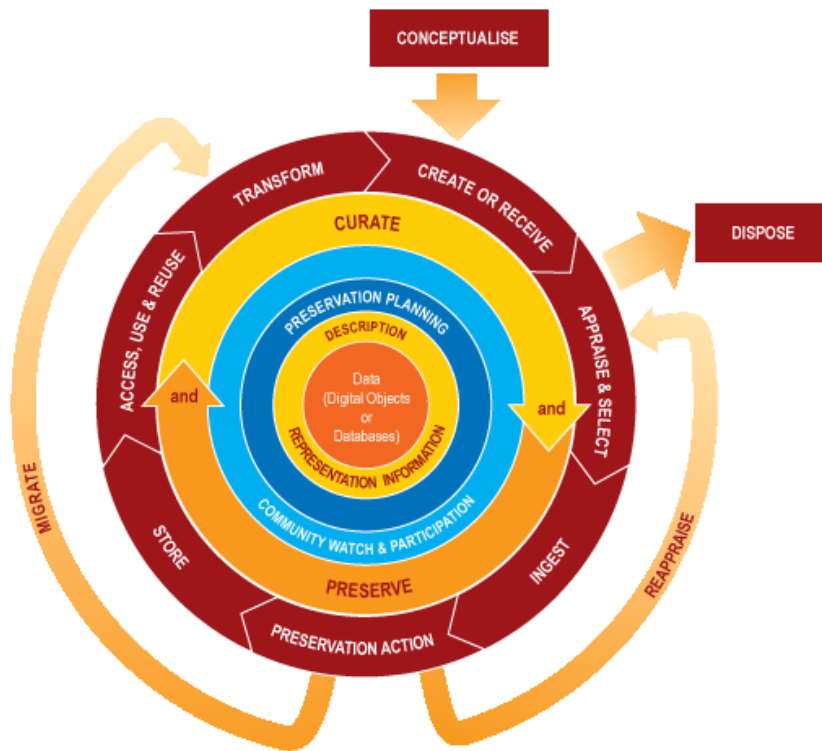 CONCEPTUALISE
TRANSFORM
CREATE OR RECEIVE
CURATE
DISPOSE
ACCESS, USE & REUSE
APPRAISE & SELECT
PRESERVATION PLANNING
DESCRIPTION
Data
(Digital Objects
or
Databases)
and
and
REPRESENTATION INFORMATION
COMMUNITY WATCH & PARTICIPATION
MIGRATE
STORE
INGEST
REAPPRAISE
PRESERVE
PRESERVATION ACTION